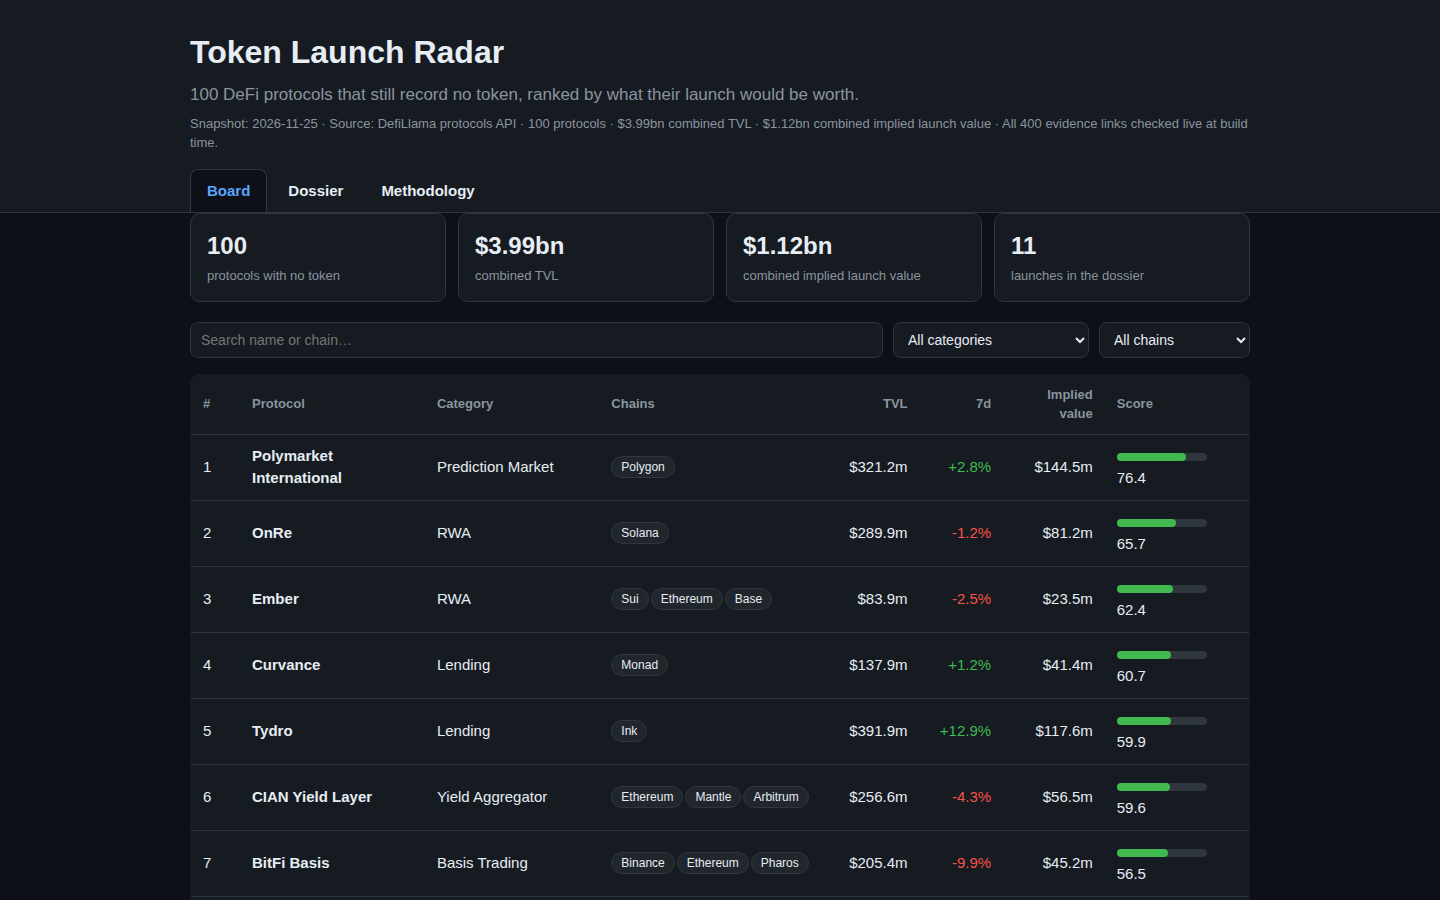 Token Launch Radar
100 DeFi protocols that still record no token, ranked by what their launch would be worth.
Snapshot: 2026-11-25 · Source: DefiLlama protocols API · 100 protocols · $3.99bn combined TVL · $1.12bn combined implied launch value · All 400 evidence links checked live at build
time.
Board Dossier Methodology
100 $3.99bn $1.12bn 11
protocols with no token combined TVL combined implied launch value launches in the dossier
Search name or chain… All categories All chains
# Protocol Category Chains TVL 7d Implied value Score
1 Polymarket International Prediction Market Polygon $321.2m +2.8% $144.5m 76.4
2 OnRe RWA Solana $289.9m -1.2% $81.2m 65.7
3 Ember RWA Sui Ethereum Base $83.9m -2.5% $23.5m 62.4
4 Curvance Lending Monad $137.9m +1.2% $41.4m 60.7
5 Tydro Lending Ink $391.9m +12.9% $117.6m 59.9
6 CIAN Yield Layer Yield Aggregator Ethereum Mantle Arbitrum $256.6m -4.3% $56.5m 59.6
7 BitFi Basis Basis Trading Binance Ethereum Pharos $205.4m -9.9% $45.2m 56.5